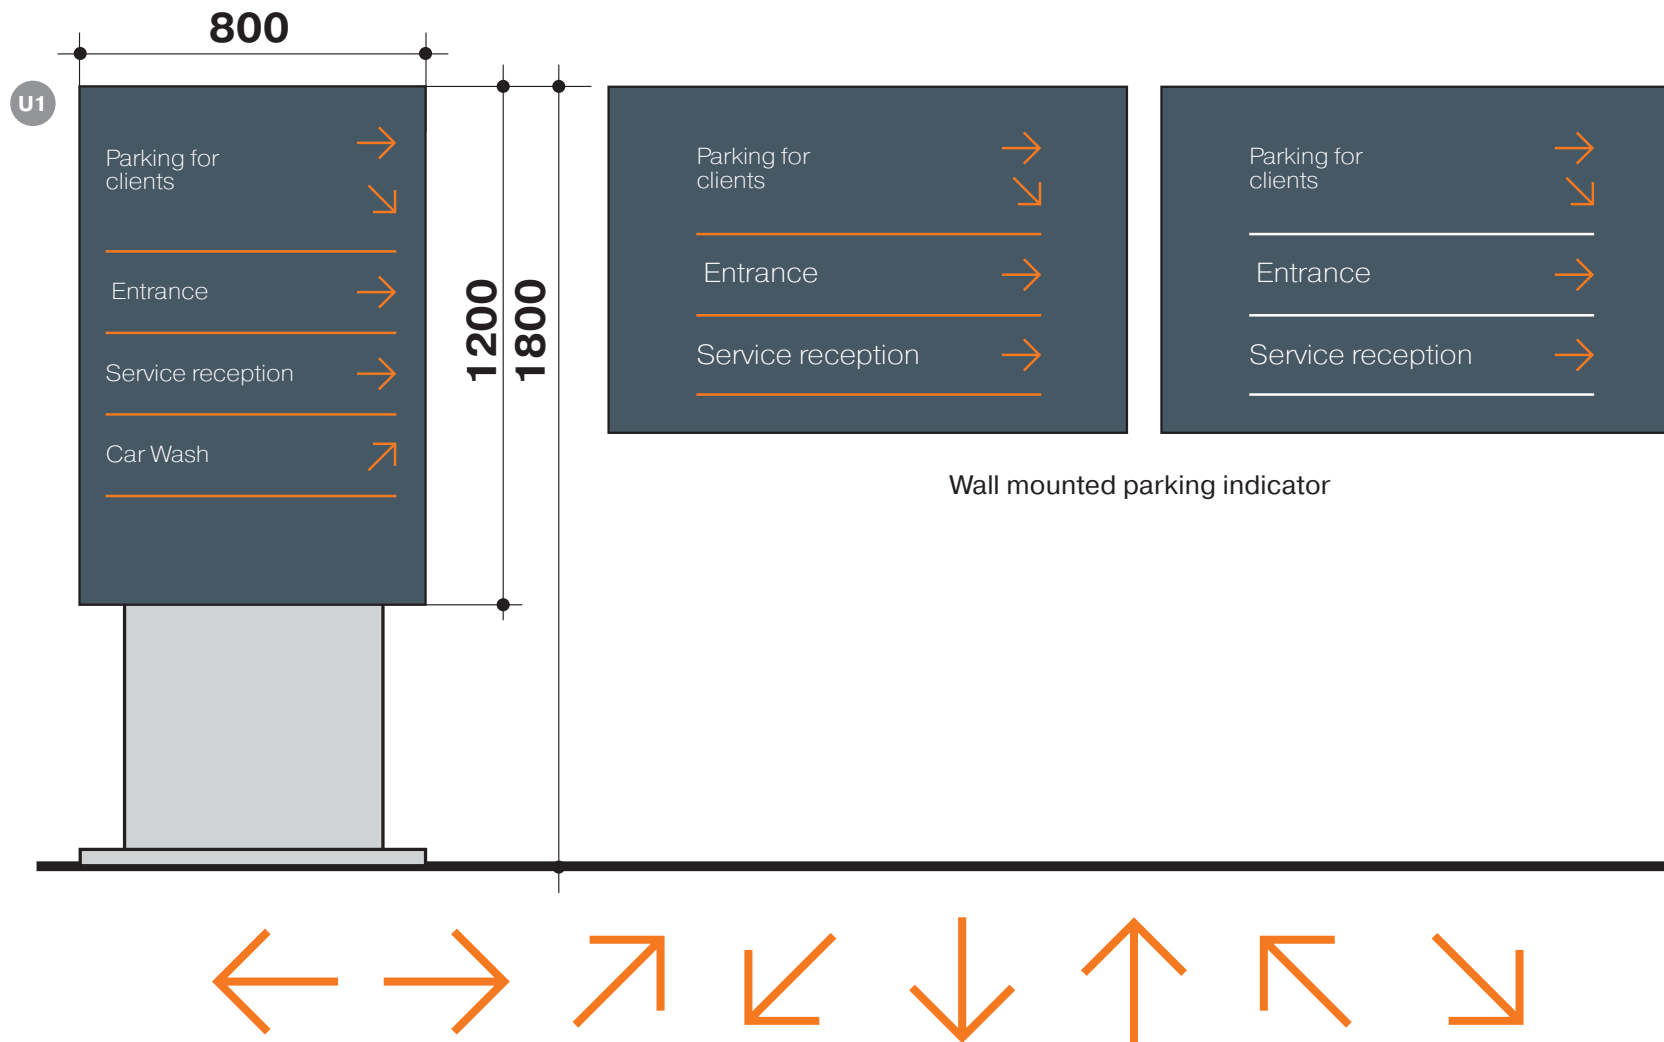 800
U1
Parking for
clients
Entrance
Service reception
Car Wash
1200
1800
Parking for
clients
Entrance
Service reception
Parking for
clients
Entrance
Service reception
Wall mounted parking indicator